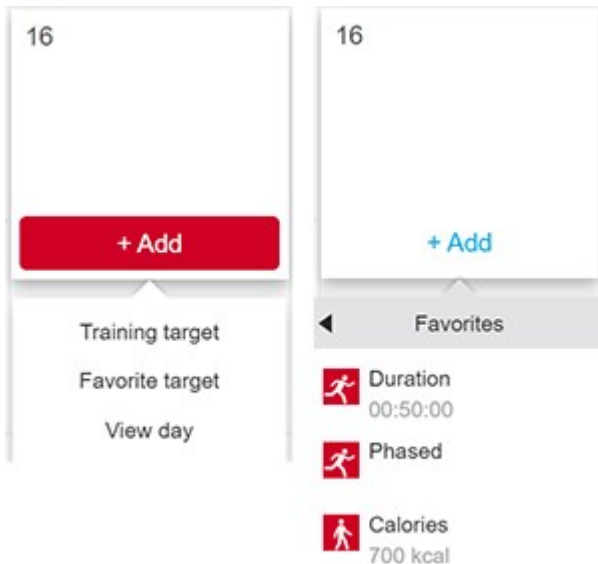 16
+ Add
Training target
Favorite target
View day
16
+ Add
Favorites
Duration
00:50:00
Phased
Calories
700 kcal